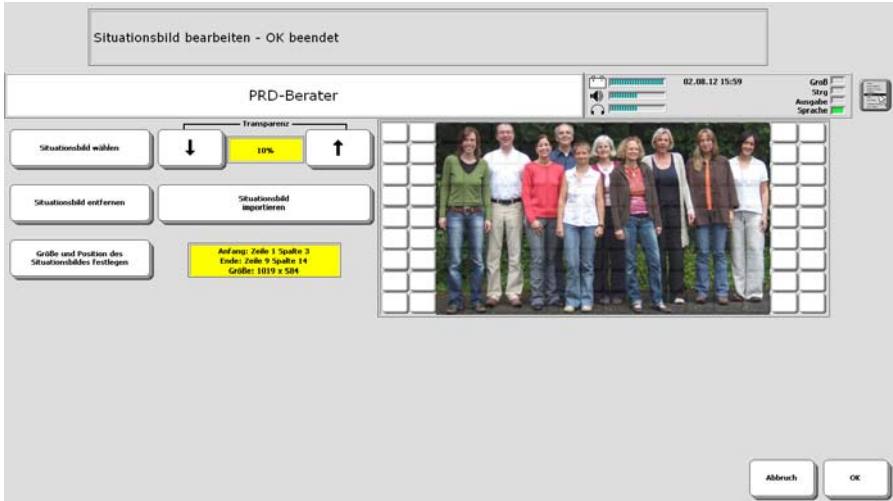 Situationsbild bearbeiten - OK beendet
PRD-Berater
02.08.12 15:59
Groß
Strg
Ausgabe
Sprache
Situationsbild wählen
Transparenz
10%
Situationsbild entfernen
Situationsbild
importieren
Größe und Position des
Situationsbildes festlegen
Anfang: Zeile 1 Spalte 3
Ende: Zeile 9 Spalte 14
Größe: 1019 x 584
Abbruch
OK